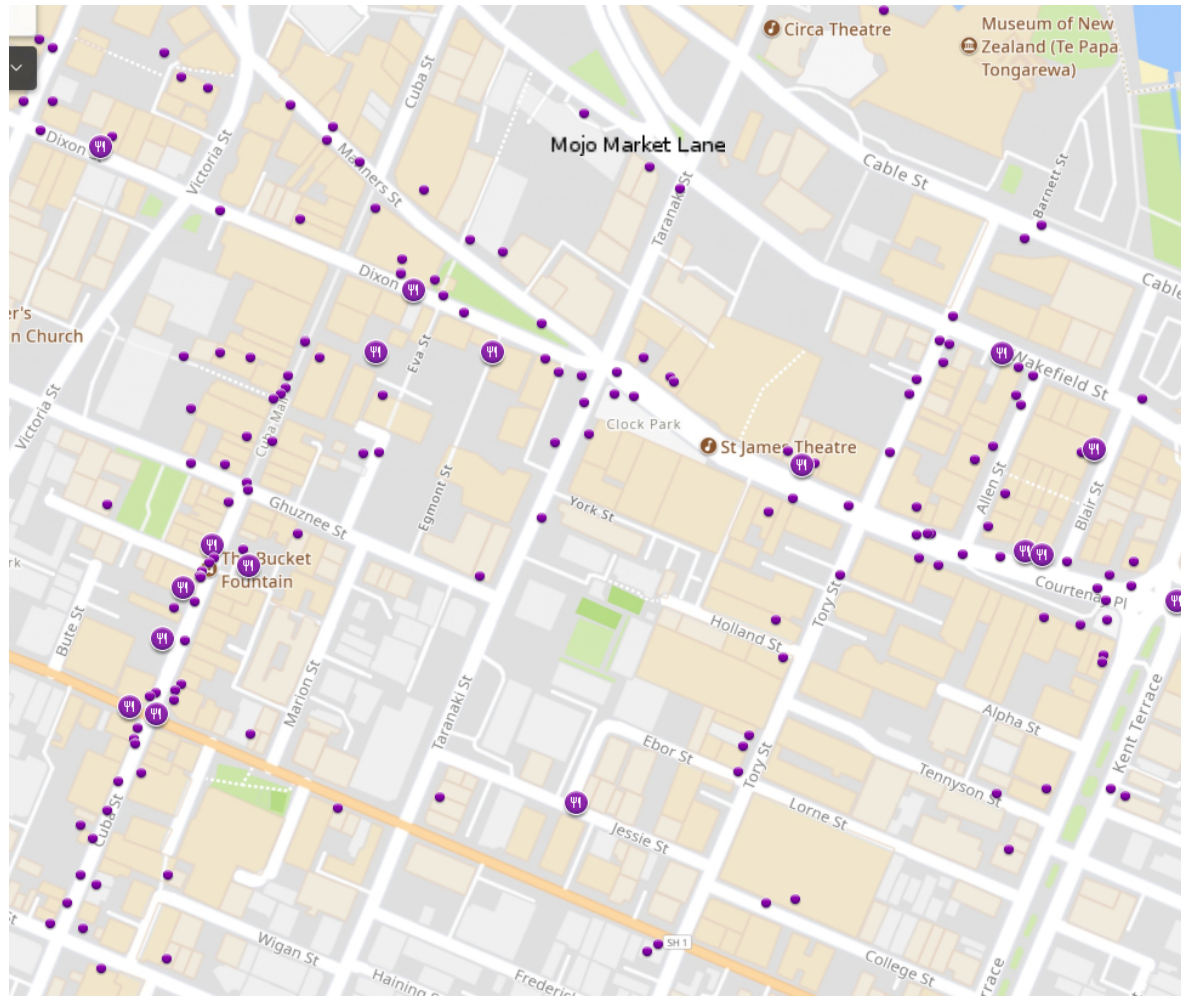 Circa Theatre
Museum of New
Zealand (Te Papa
Tongarewa)
Cuba St
Mojo Market Lane
Dixon
Manners St
Victoria St
Cable St
Barnett St
Taranaki St
Dixon
Cable
er's
n Church
Eva St
Wakefield St
Victoria St
Cuba Mall
Clock Park
St James Theatre
Allen St
Blair St
Egmont St
Ghuznee St
York St
rk
The Bucket
Fountain
Courtenay Pl
Bute St
Tory St
Holland St
Marion St
Taranaki St
Alpha St
Kent Terrace
Ebor St
Tory St
Tennyson St
Cuba St
Lorne St
Jessie St
St
SH 1
Wigan St
College St
Haining
Frederic
rrace